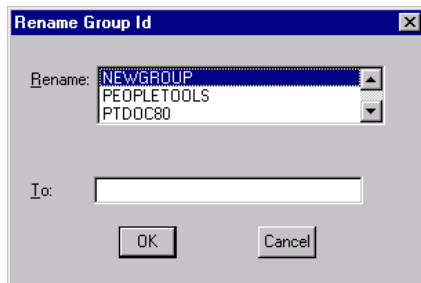 Rename Group Id
Rename:
NEWGROUP
PEOPLETOOLS
PTDOC80
To:
OK
Cancel